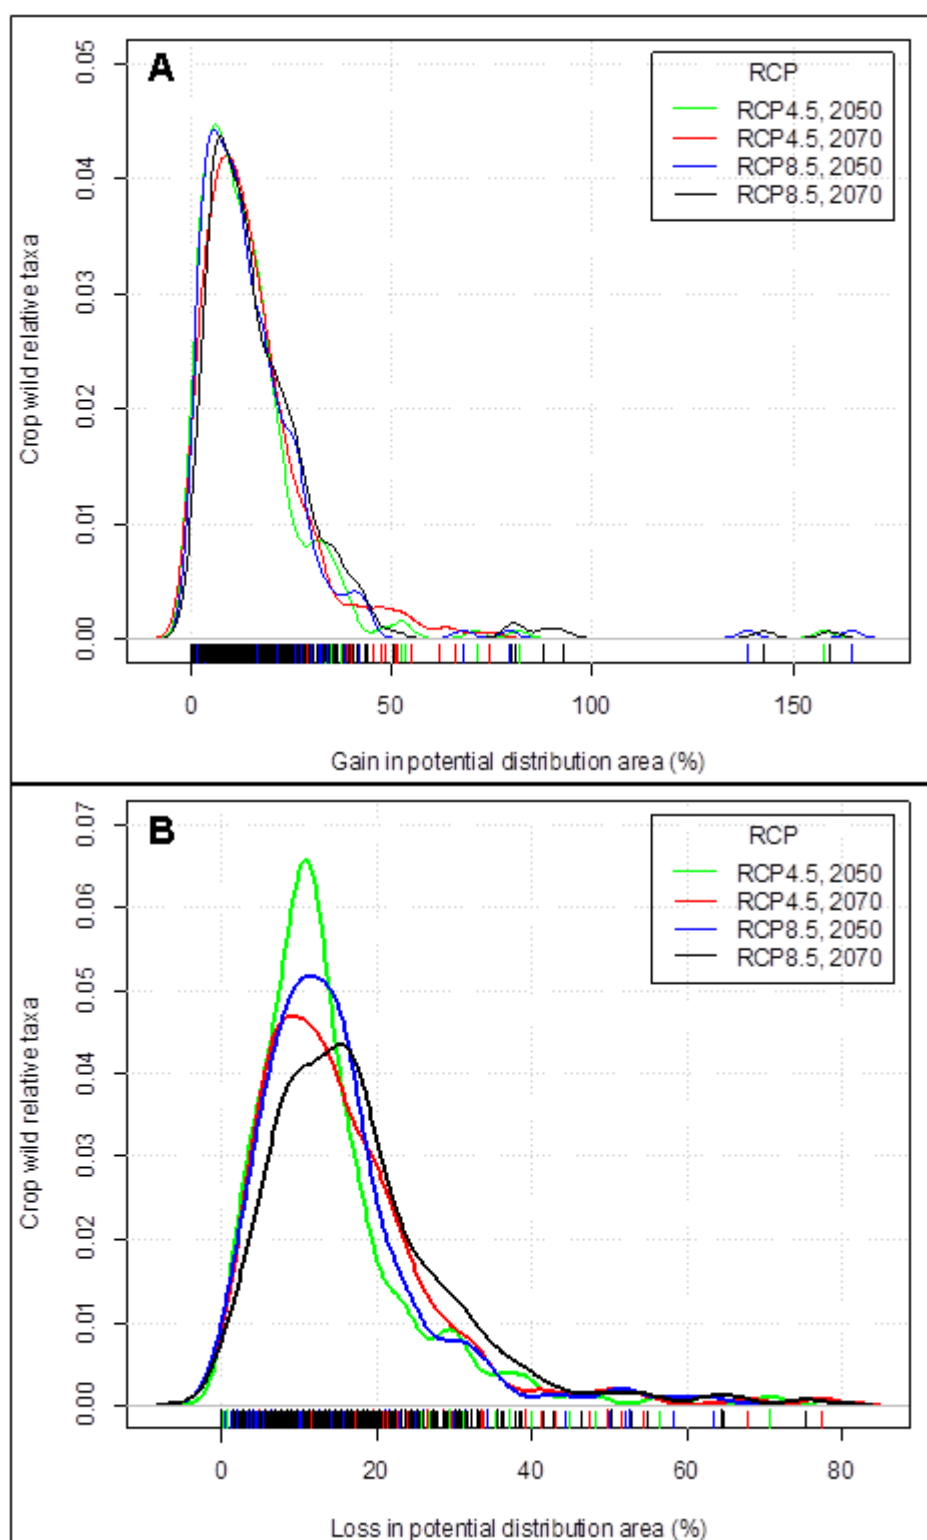 A
RCP
RCP4.5, 2050
RCP4.5, 2070
RCP8.5, 2050
RCP8.5, 2070
Crop wild relative taxa
0.05
0.04
0.03
0.02
0.01
0.00
0 50 100 150
Gain in potential distribution area (%)
B
RCP
RCP4.5, 2050
RCP4.5, 2070
RCP8.5, 2050
RCP8.5, 2070
Crop wild relative taxa
0.07
0.06
0.05
0.04
0.03
0.02
0.01
0.00
0 20 40 60 80
Loss in potential distribution area (%)